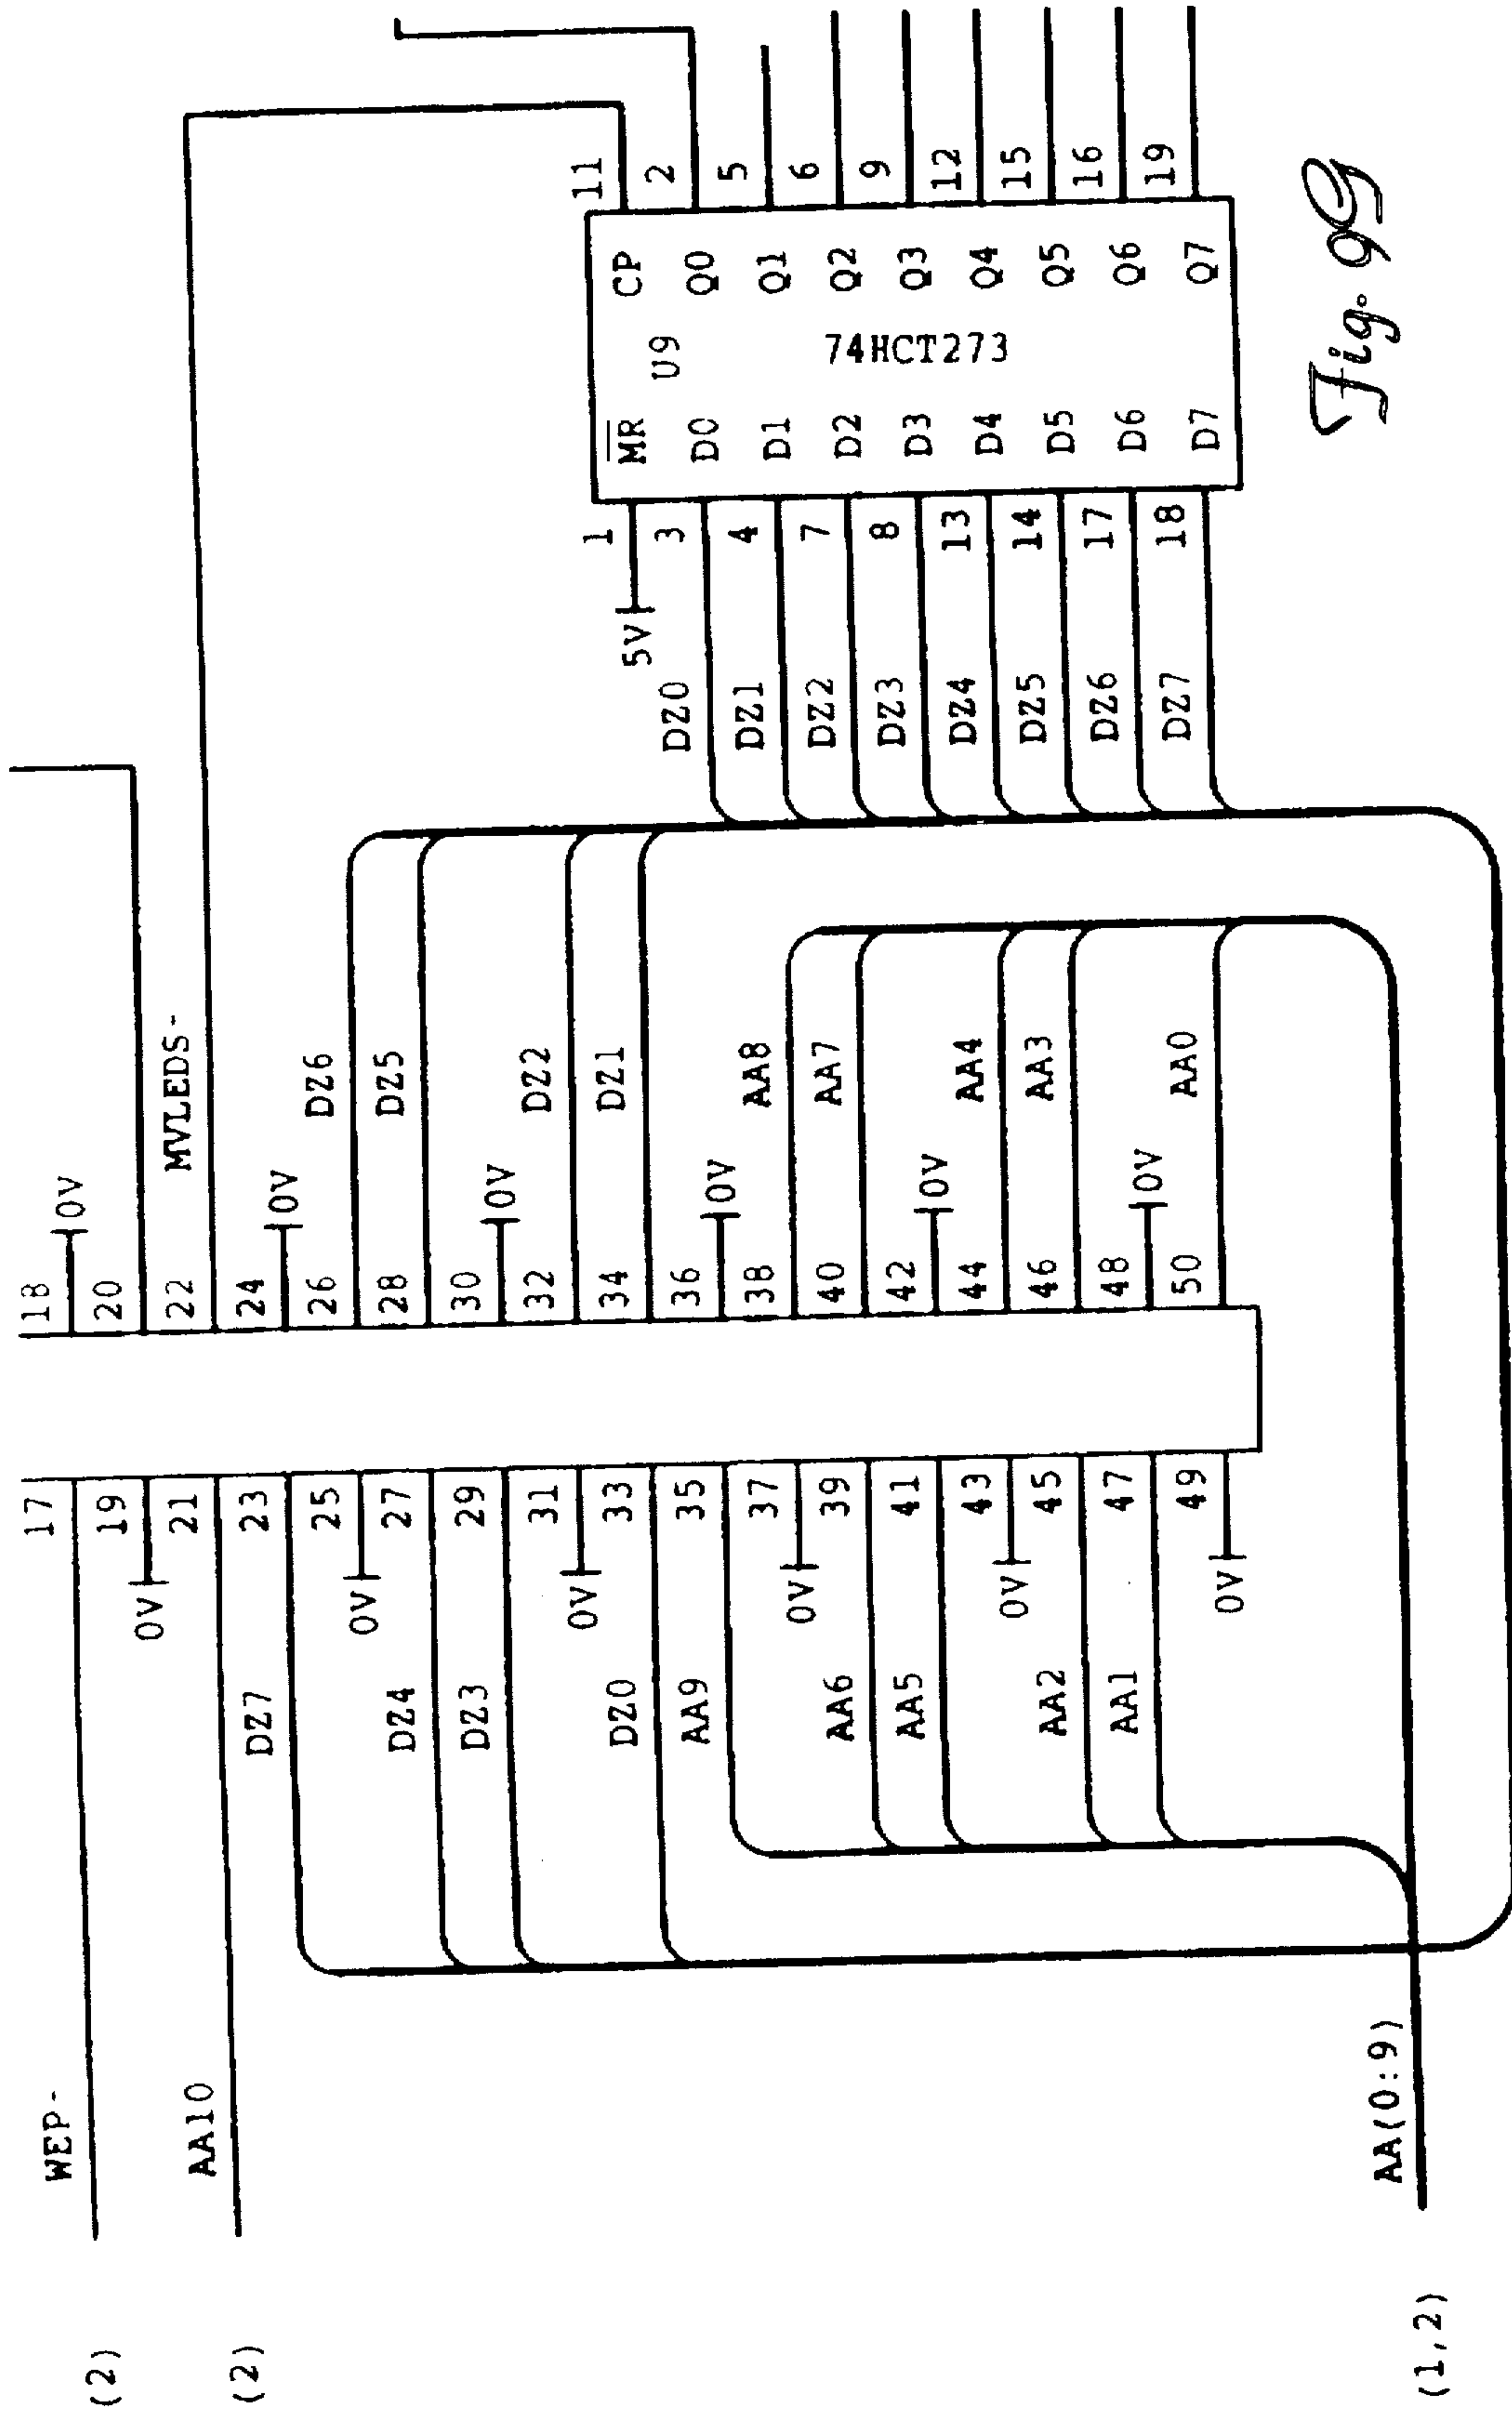 (2) WEP-
17
18
0V
19
0V
20
(2) AA10
21
22
MVLEDS-
23
DZ7
24
0V
25
0V
26
DZ6
27
DZ4
28
DZ5
29
DZ3
30
0V
31
0V
32
DZ2
33
DZ0
34
DZ1
35
AA9
36
0V
37
0V
38
AA8
39
AA6
40
AA7
41
AA5
42
0V
43
0V
44
AA4
45
AA2
46
AA3
47
AA1
48
0V
49
0V
50
AA0
(1,2) AA(0:9)
5V
1
MR
CP
11
U9
74HCT273
DZ0
3
D0
Q0
2
DZ1
4
D1
Q1
5
DZ2
7
D2
Q2
6
DZ3
8
D3
Q3
9
DZ4
13
D4
Q4
12
DZ5
14
D5
Q5
15
DZ6
17
D6
Q6
16
DZ7
18
D7
Q7
19
Fig. 9G